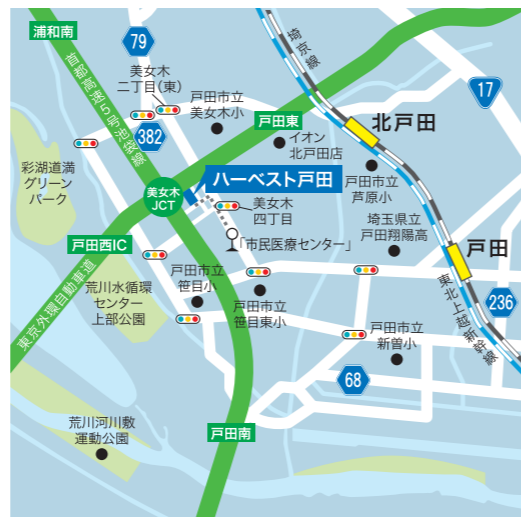 浦和南
79
美女木
二丁目(東)
埼京線
17
首都高速5号池袋線
382
戸田市立
美女木小
戸田東
イオン
北戸田店
北戸田
彩湖道満
グリーン
パーク
美女木
JCT
ハーベスト戸田
戸田市立
芦原小
美女木
四丁目
埼玉県立
戸田翔陽高
戸田
戸田西IC
「市民医療センター」
東京外環自動車道
荒川水循環
センター
上部公園
戸田市立
笹目小
戸田市立
笹目東小
東北上越新幹線
236
戸田市立
新曽小
68
荒川河川敷
運動公園
戸田南